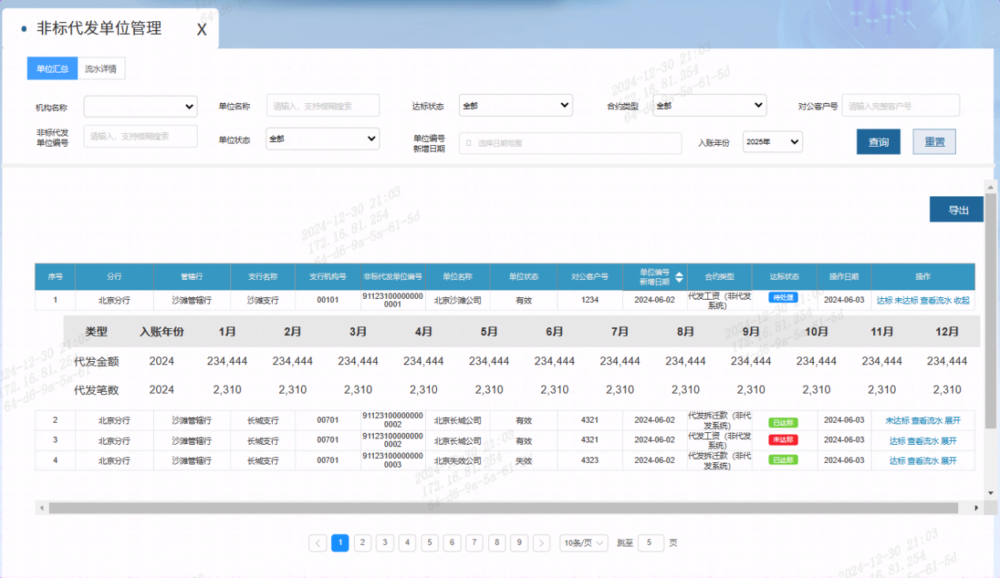 非标代发单位管理 X
单位汇总 流水详情
机构名称 单位名称 请输入，支持模糊搜索 达标状态 全部 合约类型 全部 对公客户号 请输入完整客户号
非标代发
单位编号 请输入，支持模糊搜索 单位状态 全部 单位编号
新增日期 选择日期范围 入账年份 2025年 查询 重置
导出
序号 分行 管辖行 支行名称 支行机构号 非标代发单位编号 单位名称 单位状态 对公客户号 单位编号
新增日期 合约类型 达标状态 操作日期 操作
1 北京分行 沙滩管辖行 沙滩支行 00101 91123100000000
0001 北京沙滩公司 有效 1234 2024-06-02 代发工资（非代发
系统) 待处理 2024-06-03 达标 未达标 查看流水 收起
类型 入账年份 1月 2月 3月 4月 5月 6月 7月 8月 9月 10月 11月 12月
代发金额 2024 234,444 234,444 234,444 234,444 234,444 234,444 234,444 234,444 234,444 234,444 234,444 234,444
代发笔数 2024 2,310 2,310 2,310 2,310 2,310 2,310 2,310 2,310 2,310 2,310 2,310 2,310
2 北京分行 沙滩管辖行 长城支行 00701 91123100000000
0002 北京长城公司 有效 4321 2024-06-02 代发拆迁款（非代
发系统) 已达标 2024-06-03 未达标 查看流水 展开
3 北京分行 沙滩管辖行 长城支行 00701 91123100000000
0002 北京长城公司 有效 4321 2024-06-02 代发工资（非代发
系统) 未达标 2024-06-03 达标 查看流水 展开
4 北京分行 沙滩管辖行 长城支行 00701 91123100000000
0003 北京失效公司 失效 4323 2024-06-02 代发拆迁款（非代
发系统) 已达标 2024-06-03 达标 查看流水 展开
1 2 3 4 5 6 7 8 9 10条/页 跳至 5 页
2024-12-30 21:03
172.16.81.254
64-d6-9a-5a-61-5d